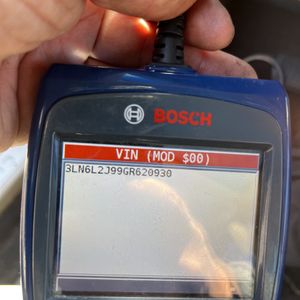 BOSCH
VIN (MOD $00)
3LN6L2J99GR620930